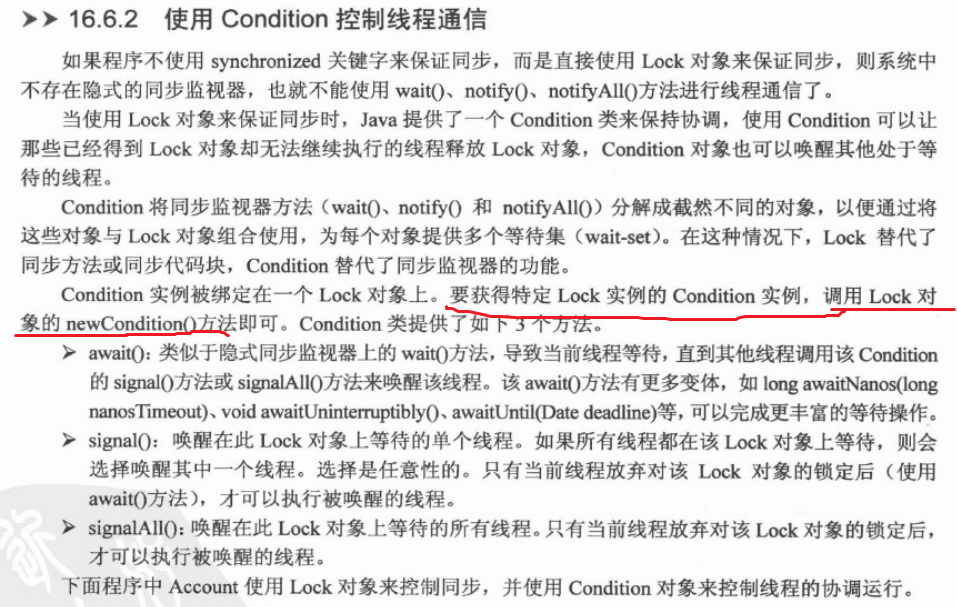 ➤➤ 16.6.2 使用 Condition 控制线程通信
如果程序不使用 synchronized 关键字来保证同步，而是直接使用 Lock 对象来保证同步，则系统中
不存在隐式的同步监视器，也就不能使用 wait()、notify()、notifyAll()方法进行线程通信了。
当使用 Lock 对象来保证同步时，Java 提供了一个 Condition 类来保持协调，使用 Condition 可以让
那些已经得到 Lock 对象却无法继续执行的线程释放 Lock 对象，Condition 对象也可以唤醒其他处于等
待的线程。
Condition 将同步监视器方法（wait()、notify() 和 notifyAll()）分解成截然不同的对象，以便通过将
这些对象与 Lock 对象组合使用，为每个对象提供多个等待集（wait-set）。在这种情况下，Lock 替代了
同步方法或同步代码块，Condition 替代了同步监视器的功能。
Condition 实例被绑定在一个 Lock 对象上。要获得特定 Lock 实例的 Condition 实例，调用 Lock 对
象的 newCondition()方法即可。Condition 类提供了如下 3 个方法。
➤ await()：类似于隐式同步监视器上的 wait()方法，导致当前线程等待，直到其他线程调用该 Condition
的 signal()方法或 signalAll()方法来唤醒该线程。该 await()方法有更多变体，如 long awaitNanos(long
nanosTimeout)、void awaitUninterruptibly()、awaitUntil(Date deadline)等，可以完成更丰富的等待操作。
➤ signal()：唤醒在此 Lock 对象上等待的单个线程。如果所有线程都在该 Lock 对象上等待，则会
选择唤醒其中一个线程。选择是任意性的。只有当前线程放弃对该 Lock 对象的锁定后（使用
await()方法），才可以执行被唤醒的线程。
➤ signalAll()：唤醒在此 Lock 对象上等待的所有线程。只有当前线程放弃对该 Lock 对象的锁定后，
才可以执行被唤醒的线程。
下面程序中 Account 使用 Lock 对象来控制同步，并使用 Condition 对象来控制线程的协调运行。